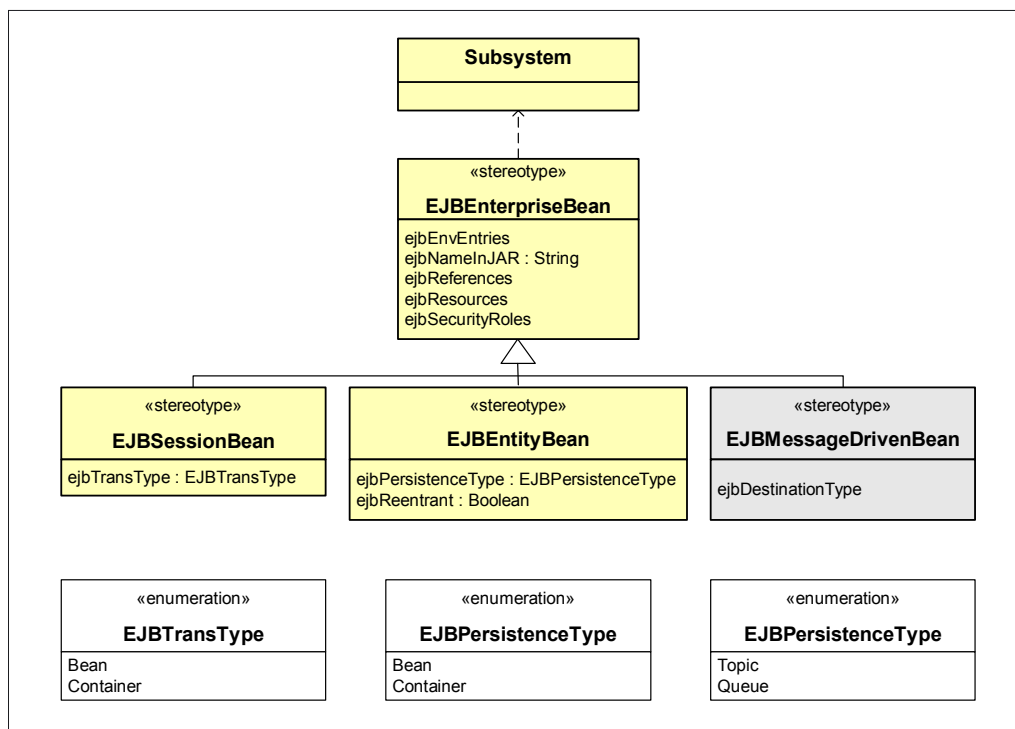 Subsystem
«stereotype»
EJBEnterpriseBean
ejbEnvEntries
ejbNameInJAR : String
ejbReferences
ejbResources
ejbSecurityRoles
«stereotype»
EJBSessionBean
ejbTransType : EJBTransType
«stereotype»
EJBEntityBean
ejbPersistenceType : EJBPersistenceType
ejbReentrant : Boolean
«stereotype»
EJBMessageDrivenBean
ejbDestinationType
«enumeration»
EJBTransType
Bean
Container
«enumeration»
EJBPersistenceType
Bean
Container
«enumeration»
EJBPersistenceType
Topic
Queue